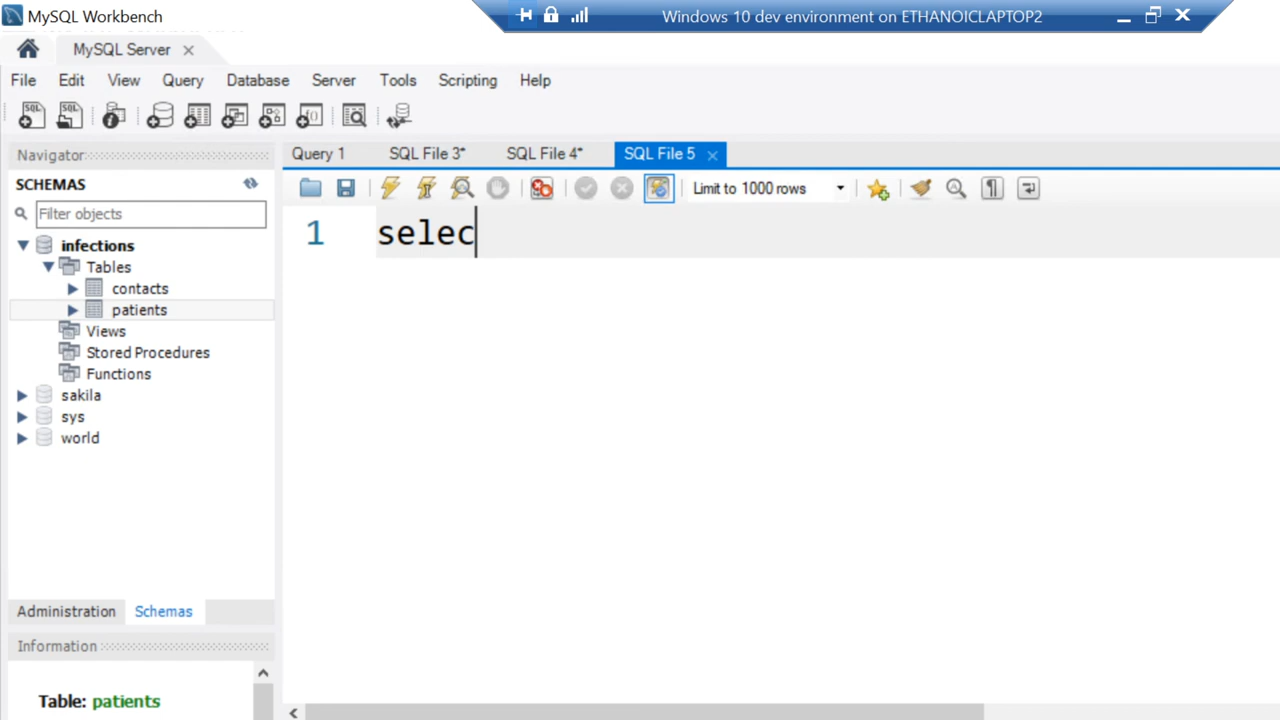 MySQL Workbench
Windows 10 dev environment on ETHANOICLAPTOP2
MySQL Server
File Edit View Query Database Server Tools Scripting Help
SQL SQL
Navigator
Query 1 SQL File 3* SQL File 4* SQL File 5
SCHEMAS
Limit to 1000 rows
Filter objects
1 selec
infections
Tables
contacts
patients
Views
Stored Procedures
Functions
sakila
sys
world
Administration Schemas
Information
Table: patients